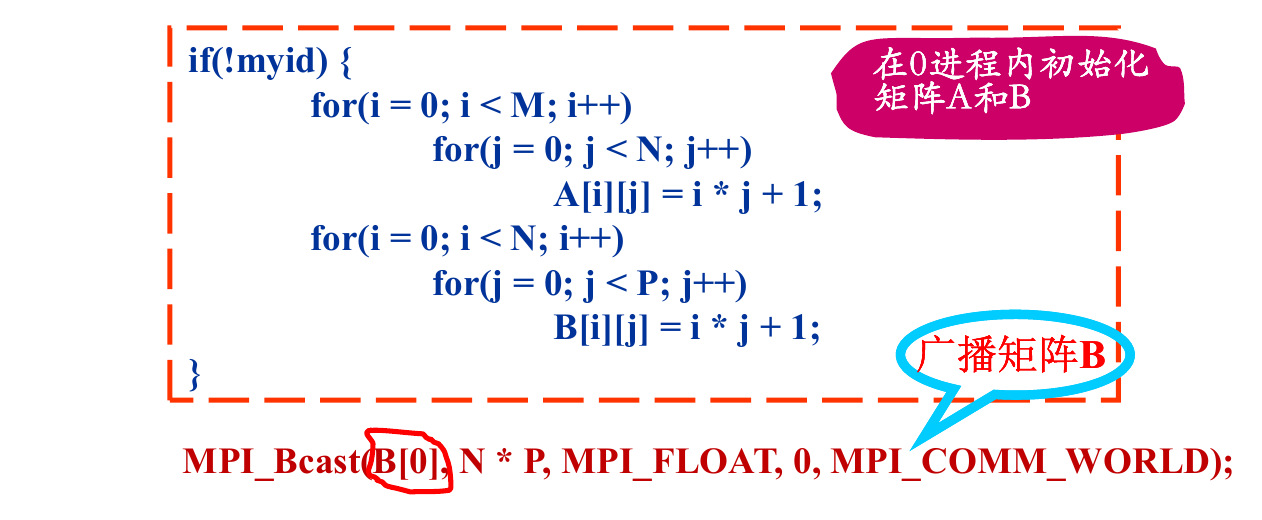 if(!myid) {
在0进程内初始化
矩阵A和B
for(i = 0; i < M; i++)
for(j = 0; j < N; j++)
A[i][j] = i * j + 1;
for(i = 0; i < N; i++)
for(j = 0; j < P; j++)
B[i][j] = i * j + 1;
广播矩阵B
}
MPI_Bcast(B[0], N * P, MPI_FLOAT, 0, MPI_COMM_WORLD);